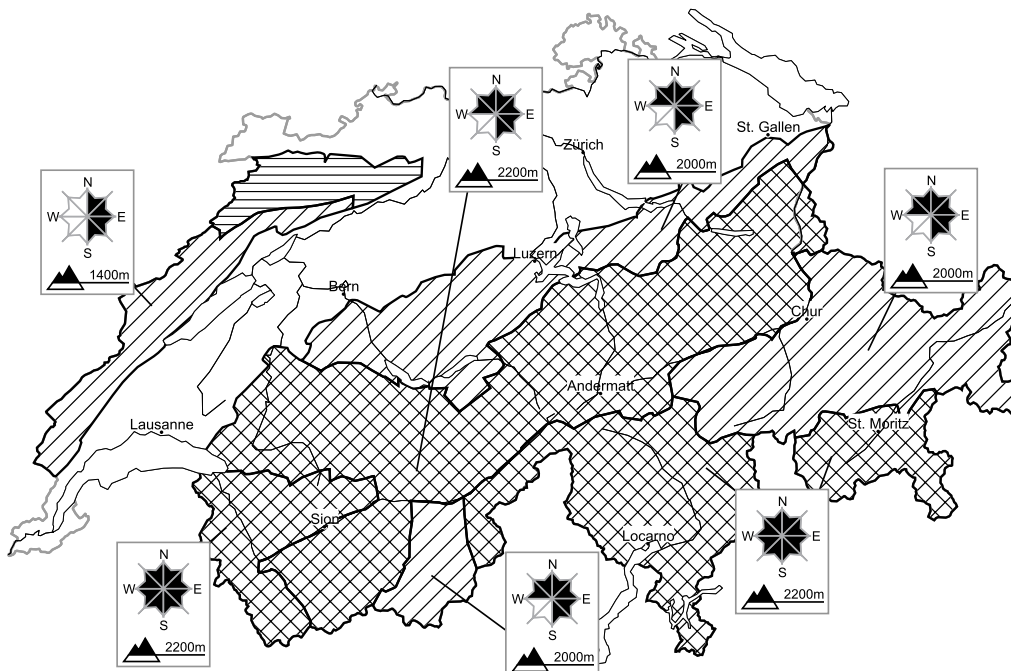 N
W E
S
2200m
N
W E
S
2000m
St. Gallen
Zürich
N
W E
S
1400m
N
W E
S
2000m
Luzern
Bern
Chur
Andermatt
Lausanne
St. Moritz
Sion
Locarno
N
W E
S
2200m
N
W E
S
2200m
N
W E
S
2000m